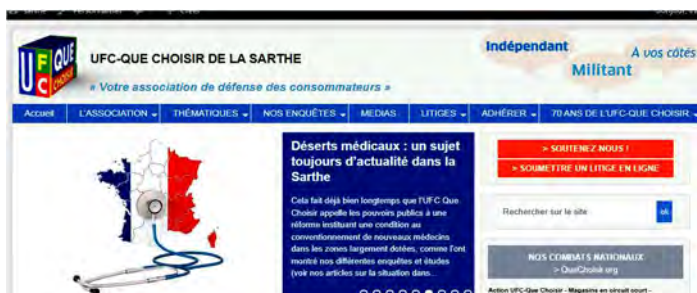 Personnaliser
Créer
UFC QUE CHOISIR
UFC-QUE CHOISIR DE LA SARTHE
« Votre association de défense des consommateurs »
Indépendant
A vos côtés
Militant
Accueil L'ASSOCIATION THÉMATIQUES NOS ENQUÊTES MEDIAS LITIGES ADHÉRER 70 ANS DE L'UFC-QUE CHOISIR
Déserts médicaux : un sujet
toujours d'actualité dans la
Sarthe
Cela fait déjà bien longtemps que l'UFC Que
Choisir appelle les pouvoirs publics à une
réforme instituant une condition au
conventionnement de nouveaux médecins
dans les zones largement dotées, comme l'ont
montré nos différentes enquêtes et études
(voir nos articles sur la situation dans...
> SOUTENEZ NOUS !
> SOUMETTRE UN LITIGE EN LIGNE
Rechercher sur le site
ok
NOS COMBATS NATIONAUX
> QueChoisir.org
Action UFC-Que Choisir - Magasins en circuit court -